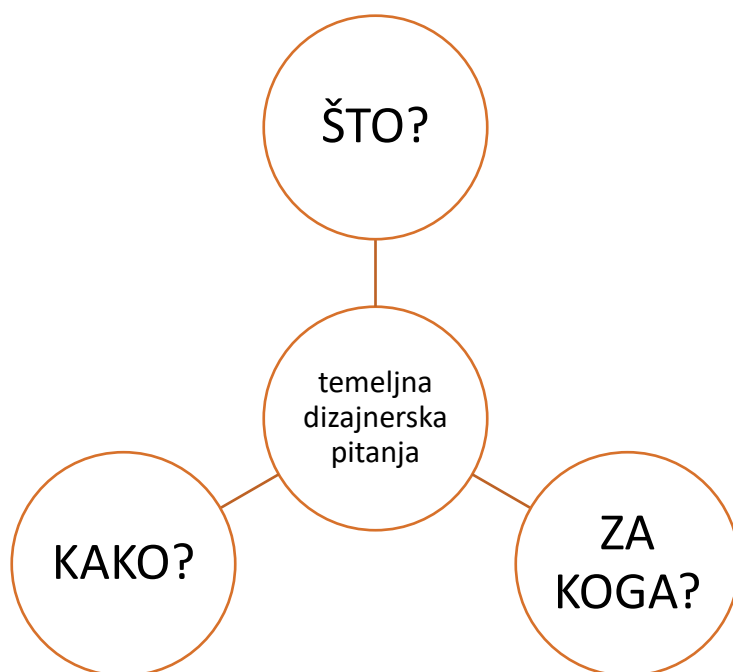 ŠTO?
temeljna
dizajnerska
pitanja
KAKO?
ZA
KOGA?